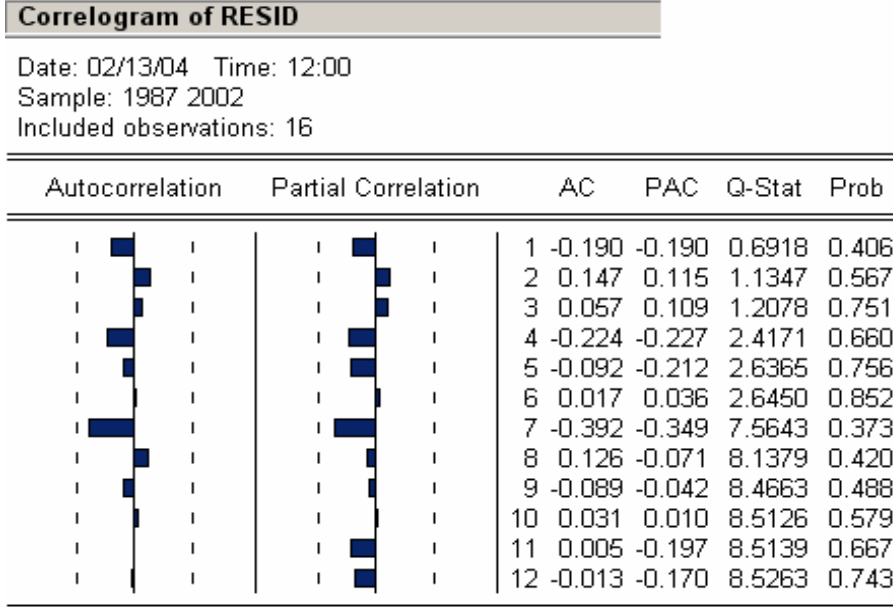 Correlogram of RESID
Date: 02/13/04 Time: 12:00
Sample: 1987 2002
Included observations: 16
Autocorrelation Partial Correlation AC PAC Q-Stat Prob
1 -0.190 -0.190 0.6918 0.406
2 0.147 0.115 1.1347 0.567
3 0.057 0.109 1.2078 0.751
4 -0.224 -0.227 2.4171 0.660
5 -0.092 -0.212 2.6365 0.756
6 0.017 0.036 2.6450 0.852
7 -0.392 -0.349 7.5643 0.373
8 0.126 -0.071 8.1379 0.420
9 -0.089 -0.042 8.4663 0.488
10 0.031 0.010 8.5126 0.579
11 0.005 -0.197 8.5139 0.667
12 -0.013 -0.170 8.5263 0.743